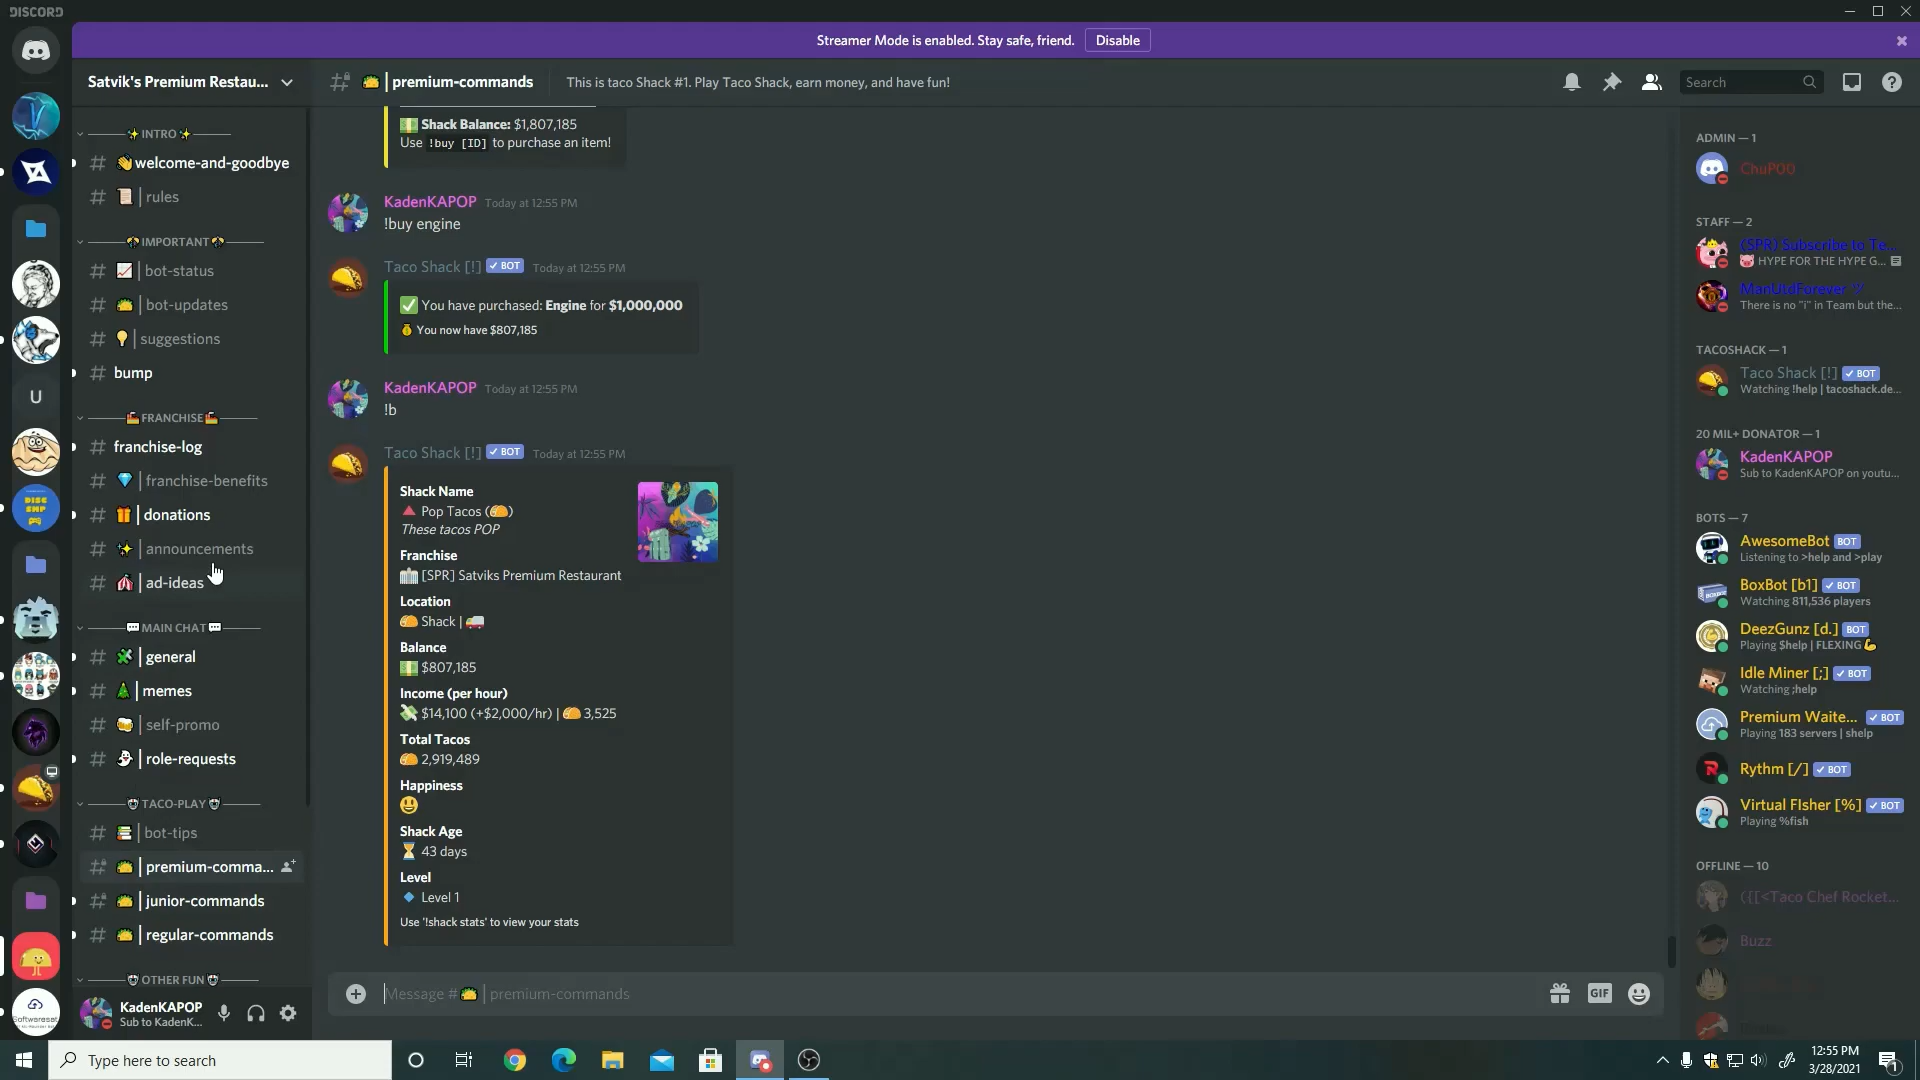 DISCORD
Streamer Mode is enabled. Stay safe, friend.
Disable
Satvik's Premium Restau...
premium-commands
This is taco Shack #1. Play Taco Shack, earn money, and have fun!
Search
INTRO
welcome-and-goodbye
rules
IMPORTANT
bot-status
bot-updates
suggestions
bump
FRANCHISE
franchise-log
franchise-benefits
donations
announcements
ad-ideas
MAIN CHAT
general
memes
self-promo
role-requests
TACO-PLAY
bot-tips
premium-comma...
junior-commands
regular-commands
OTHER FUN
KadenKAPOP
Sub to KadenK...
U
DISC
SMP
Softwareset
Shack Balance: $1,807,185
Use !buy [ID] to purchase an item!
KadenKAPOP Today at 12:55 PM
!buy engine
Taco Shack [!] BOT Today at 12:55 PM
You have purchased: Engine for $1,000,000
You now have $807,185
KadenKAPOP Today at 12:55 PM
!b
Taco Shack [!] BOT Today at 12:55 PM
Shack Name
Pop Tacos ( )
These tacos POP
Franchise
[SPR] Satviks Premium Restaurant
Location
Shack |
Balance
$807,185
Income (per hour)
$14,100 (+$2,000/hr) | 3,525
Total Tacos
2,919,489
Happiness
Shack Age
43 days
Level
Level 1
Use '!shack stats' to view your stats
Message # | premium-commands
GIF
ADMIN — 1
ChuP00
STAFF — 2
(SPR) Subscribe to Te...
HYPE FOR THE HYPE G...
ManUtdForever ツ
There is no "i" in Team but the...
TACOSHACK — 1
Taco Shack [!] BOT
Watching !help | tacoshack.de...
20 MIL+ DONATOR — 1
KadenKAPOP
Sub to KadenKAPOP on youtu...
BOTS — 7
AwesomeBot BOT
Listening to >help and >play
BoxBot [b1] BOT
Watching 811,536 players
DeezGunz [d.] BOT
Playing $help | FLEXING
Idle Miner [;] BOT
Watching ;help
Premium Waite... BOT
Playing 183 servers | shelp
Rythm [/] BOT
Virtual FIsher [%] BOT
Playing %fish
OFFLINE — 10
([[<Taco Chef Rocket...
Buzz
Type here to search
12:55 PM
3/28/2021
1